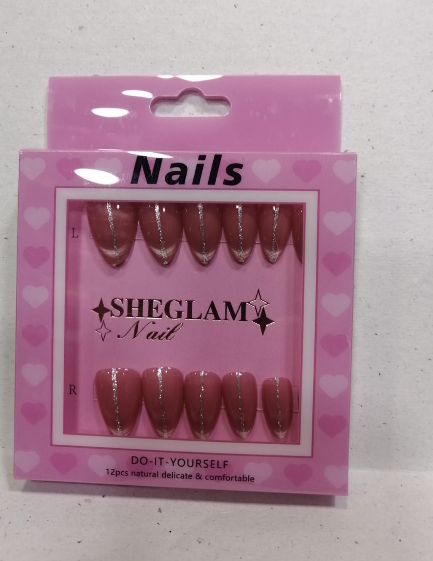 Nails
L
SHEGLAM
Nail
R
DO-IT-YOURSELF
12pcs natural delicate & comfortable